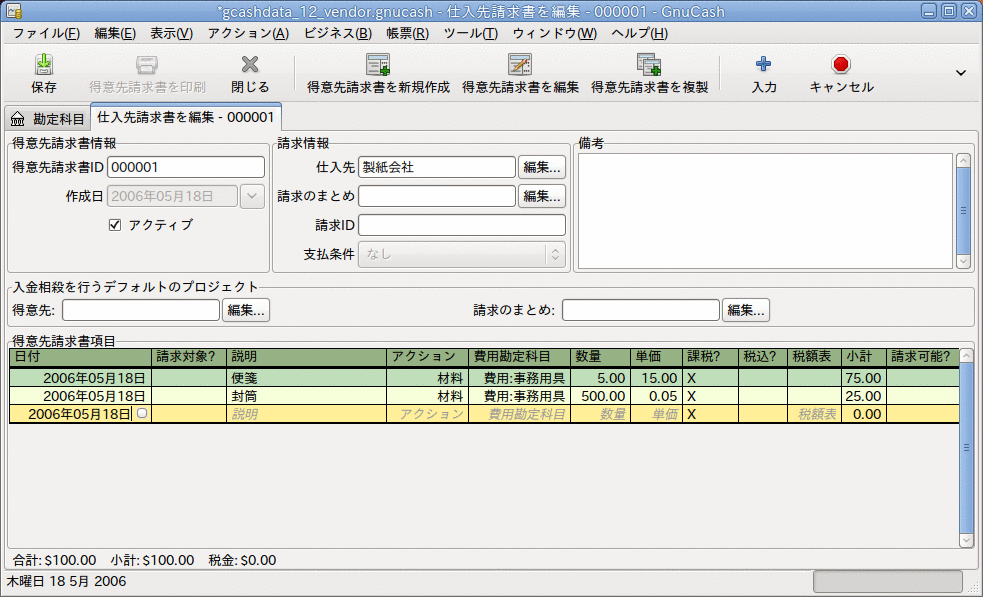 *gcashdata_12_vendor.gnucash - 仕入先請求書を編集 - 000001 - GnuCash
ファイル(F) 編集(E) 表示(V) アクション(A) ビジネス(B) 帳票(R) ツール(T) ウィンドウ(W) ヘルプ(H)
保存 得意先請求書を印刷 閉じる 得意先請求書を新規作成 得意先請求書を編集 得意先請求書を複製 入力 キャンセル
勘定科目 仕入先請求書を編集 - 000001
得意先請求書情報 請求情報 備考
得意先請求書ID 000001 仕入先 製紙会社 編集...
作成日 2006年05月18日 請求のまとめ 編集...
アクティブ 請求ID
支払条件 なし
入金相殺を行うデフォルトのプロジェクト
得意先: 編集... 請求のまとめ: 編集...
得意先請求書項目
日付 請求対象? 説明 アクション 費用勘定科目 数量 単価 課税? 税込? 税額表 小計 請求可能?
2006年05月18日 便箋 材料 費用:事務用具 5.00 15.00 X 75.00
2006年05月18日 封筒 材料 費用:事務用具 500.00 0.05 X 25.00
2006年05月18日 説明 アクション 費用勘定科目 数量 単価 X 税額表 0.00
合計: $100.00 小計: $100.00 税金: $0.00
木曜日 18 5月 2006